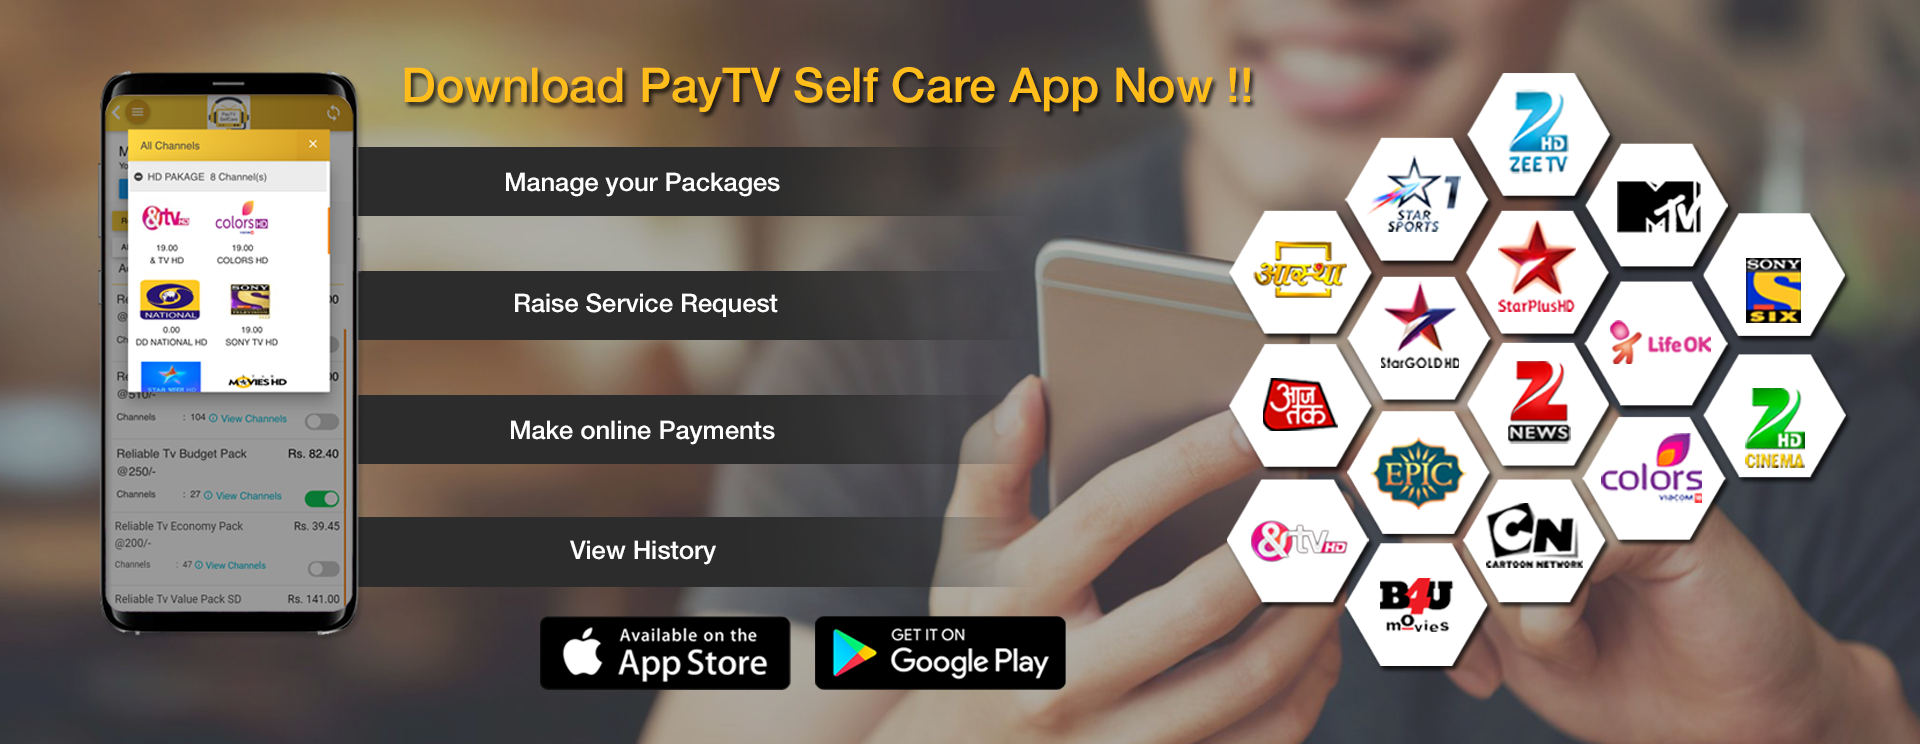 Download PayTV Self Care App Now !!
Manage your Packages
Raise Service Request
Make online Payments
View History
Available on the
App Store
GET IT ON
Google Play
PayTV
SelfCare
All Channels
×
HD PAKAGE 8 Channel(s)
&tv HD
colors HD
19.00
19.00
& TV HD
COLORS HD
NATIONAL
SONY
0.00
19.00
DD NATIONAL HD
SONY TV HD
MOVIES HD
@510/-
Channels : 104 View Channels
Reliable Tv Budget Pack Rs. 82.40
@250/-
Channels : 27 View Channels
Reliable Tv Economy Pack Rs. 39.45
@200/-
Channels : 47 View Channels
Reliable Tv Value Pack SD Rs. 141.00
HD
ZEE TV
1
STAR
SPORTS
MTV
आस्था
StarPlusHD
SONY
SIX
StarGOLDHD
LifeOK
आज
तक
NEWS
HD
CINEMA
EPIC
colors
VIACOM 18
&tv HD
CN
CARTOON NETWORK
B4U
movies